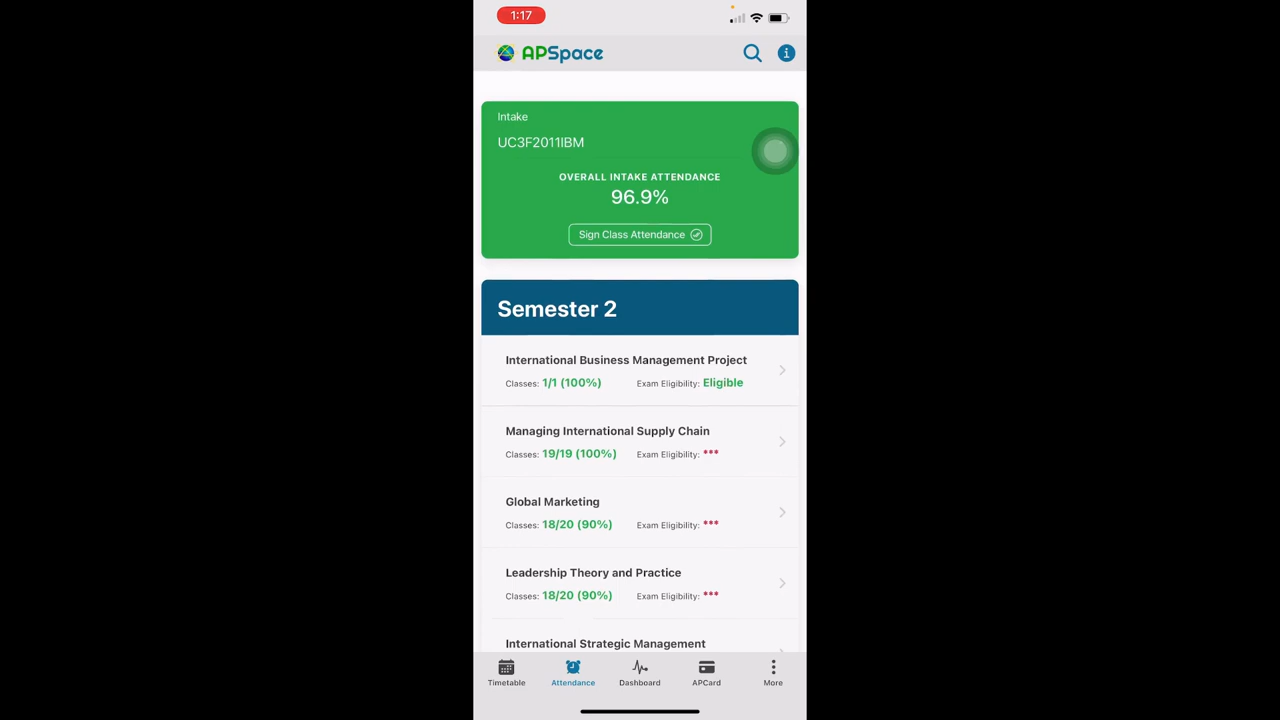 1:17
APSpace
Intake
UC3F2011IBM
OVERALL INTAKE ATTENDANCE
96.9%
Sign Class Attendance
Semester 2
International Business Management Project
Classes: 1/1 (100%) Exam Eligibility: Eligible
Managing International Supply Chain
Classes: 19/19 (100%) Exam Eligibility: ***
Global Marketing
Classes: 18/20 (90%) Exam Eligibility: ***
Leadership Theory and Practice
Classes: 18/20 (90%) Exam Eligibility: ***
International Strategic Management
Timetable Attendance Dashboard APCard More